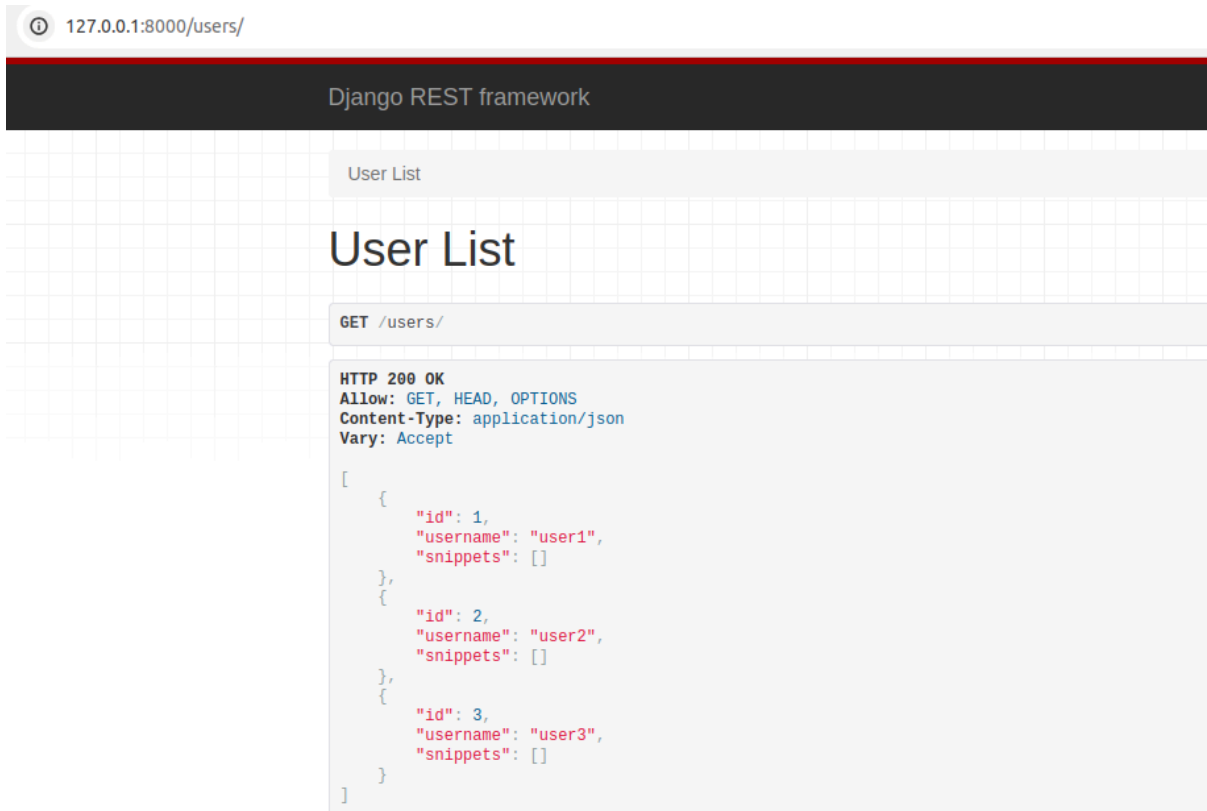 127.0.0.1:8000/users/
Django REST framework
User List
User List
GET /users/
HTTP 200 OK
Allow: GET, HEAD, OPTIONS
Content-Type: application/json
Vary: Accept
[
    {
        "id": 1,
        "username": "user1",
        "snippets": []
    },
    {
        "id": 2,
        "username": "user2",
        "snippets": []
    },
    {
        "id": 3,
        "username": "user3",
        "snippets": []
    }
]